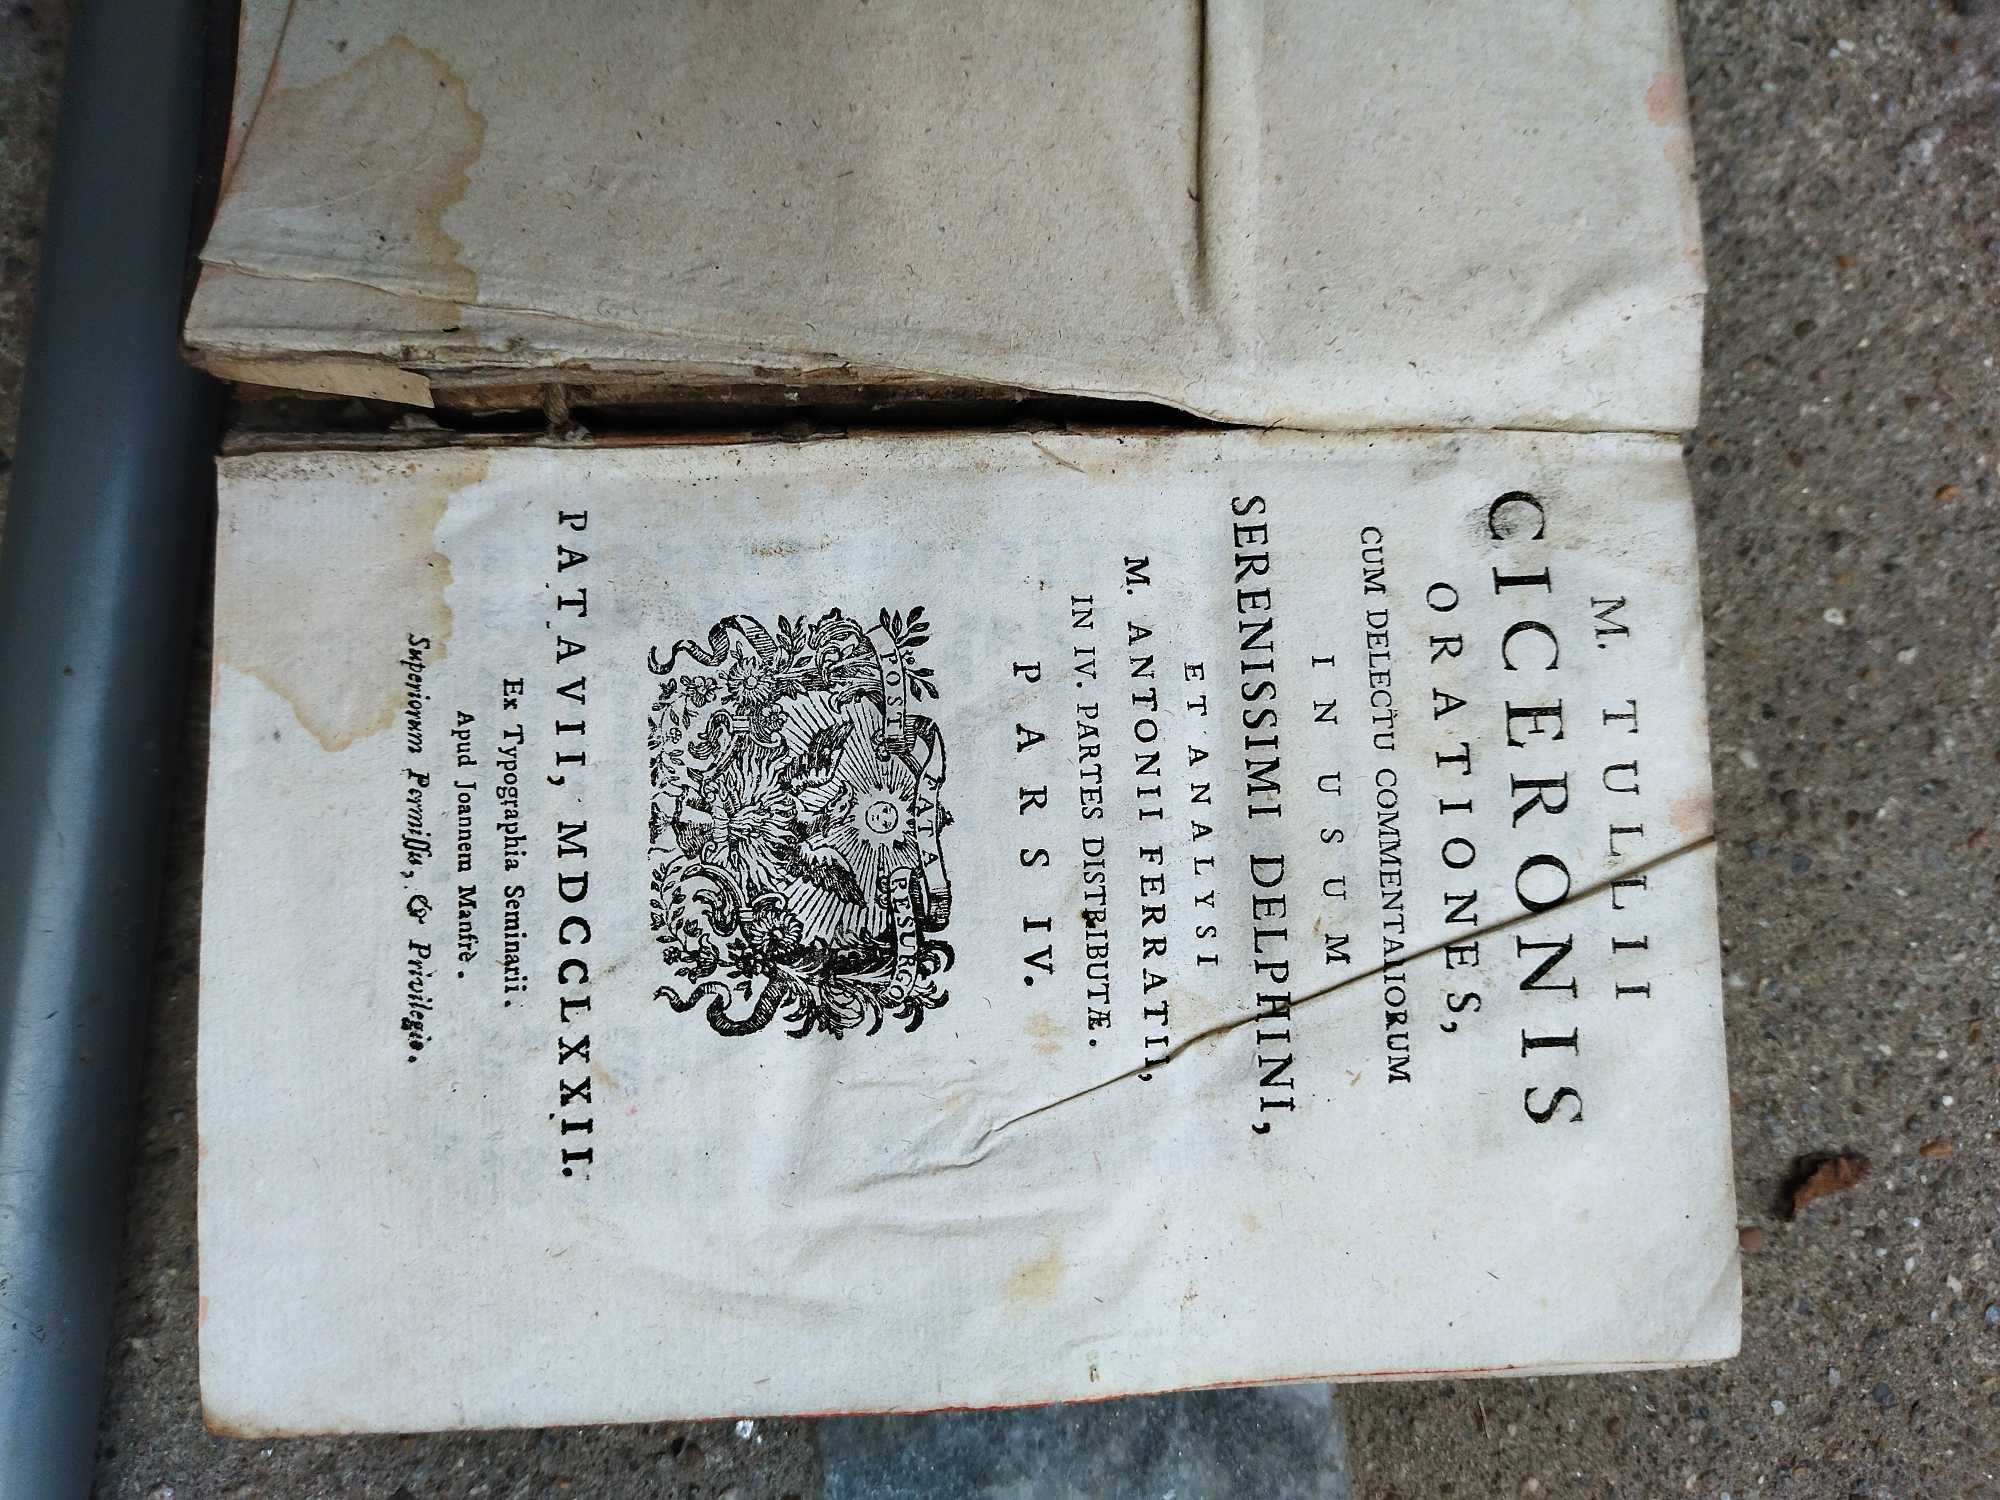 M. TULLII
CICERONIS
ORATIONES,
CUM DELECTU COMMENTARIORUM
IN USUM
SERENISSIMI DELPHINI,
ET ANALYSI
M. ANTONII FERRATII,
IN IV. PARTES DISTRIBUTÆ.
PARS IV.
POST FATA RESURGO
PATAVII, MDCCLXXII.
Ex Typographia Seminarii.
Apud Joannem Manfrè.
Superiorum Permiſſu, & Privilegio.